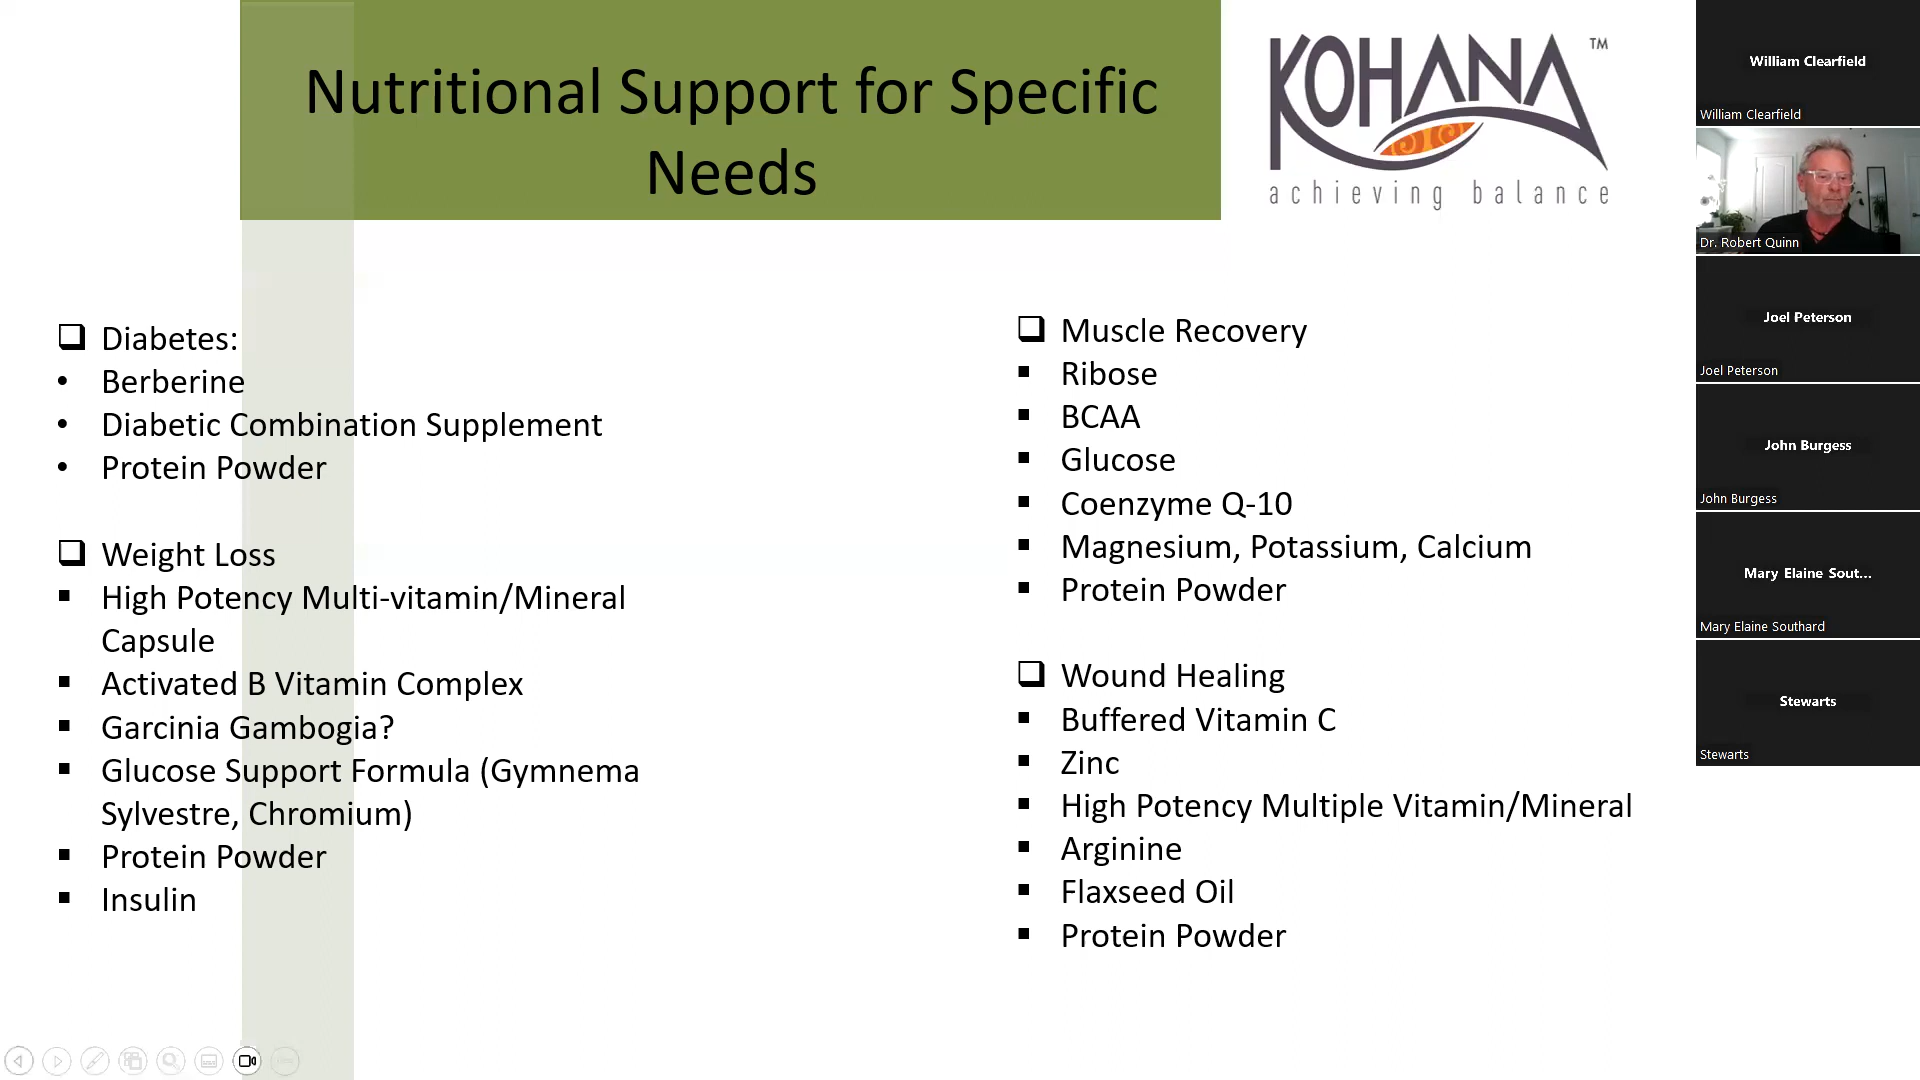 Nutritional Support for Specific
Needs
KOHANA™
achieving balance
❑ Diabetes:
• Berberine
• Diabetic Combination Supplement
• Protein Powder
❑ Weight Loss
▪ High Potency Multi-vitamin/Mineral
Capsule
▪ Activated B Vitamin Complex
▪ Garcinia Gambogia?
▪ Glucose Support Formula (Gymnema
Sylvestre, Chromium)
▪ Protein Powder
▪ Insulin
❑ Muscle Recovery
▪ Ribose
▪ BCAA
▪ Glucose
▪ Coenzyme Q-10
▪ Magnesium, Potassium, Calcium
▪ Protein Powder
❑ Wound Healing
▪ Buffered Vitamin C
▪ Zinc
▪ High Potency Multiple Vitamin/Mineral
▪ Arginine
▪ Flaxseed Oil
▪ Protein Powder
William Clearfield
William Clearfield
Dr. Robert Quinn
Joel Peterson
Joel Peterson
John Burgess
John Burgess
Mary Elaine Sout...
Mary Elaine Southard
Stewarts
Stewarts